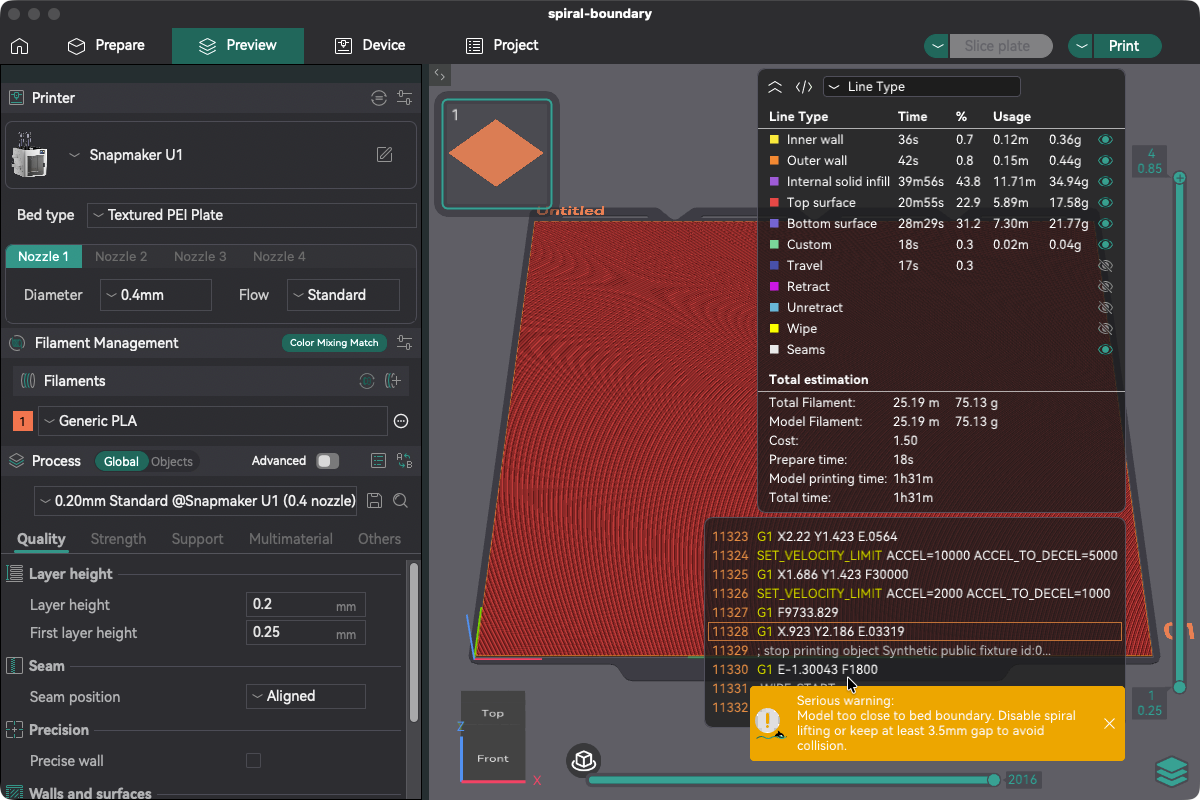 spiral-boundary
Prepare
Preview
Device
Project
Slice plate
Print
Printer
Snapmaker U1
Bed type
Textured PEI Plate
Nozzle 1
Nozzle 2
Nozzle 3
Nozzle 4
Diameter
0.4mm
Flow
Standard
Filament Management
Color Mixing Match
Filaments
1
Generic PLA
Process
Global
Objects
Advanced
0.20mm Standard @Snapmaker U1 (0.4 nozzle)
Quality
Strength
Support
Multimaterial
Others
Layer height
Layer height
0.2 mm
First layer height
0.25 mm
Seam
Seam position
Aligned
Precision
Precise wall
Walls and surfaces
1
Untitled
Line Type
Line Type Time % Usage
Inner wall 36s 0.7 0.12m 0.36g
Outer wall 42s 0.8 0.15m 0.44g
Internal solid infill 39m56s 43.8 11.71m 34.94g
Top surface 20m55s 22.9 5.89m 17.58g
Bottom surface 28m29s 31.2 7.30m 21.77g
Custom 18s 0.3 0.02m 0.04g
Travel 17s 0.3
Retract
Unretract
Wipe
Seams
Total estimation
Total Filament: 25.19 m 75.13 g
Model Filament: 25.19 m 75.13 g
Cost: 1.50
Prepare time: 18s
Model printing time: 1h31m
Total time: 1h31m
4
0.85
11323 G1 X2.22 Y1.423 E.0564
11324 SET_VELOCITY_LIMIT ACCEL=10000 ACCEL_TO_DECEL=5000
11325 G1 X1.686 Y1.423 F30000
11326 SET_VELOCITY_LIMIT ACCEL=2000 ACCEL_TO_DECEL=1000
11327 G1 F9733.829
11328 G1 X.923 Y2.186 E.03319
11329 ; stop printing object Synthetic public fixture id:0...
11330 G1 E-1.30043 F1800
11331
11332
Serious warning:
Model too close to bed boundary. Disable spiral
lifting or keep at least 3.5mm gap to avoid
collision.
1
0.25
Top
Front
Z
X
2016